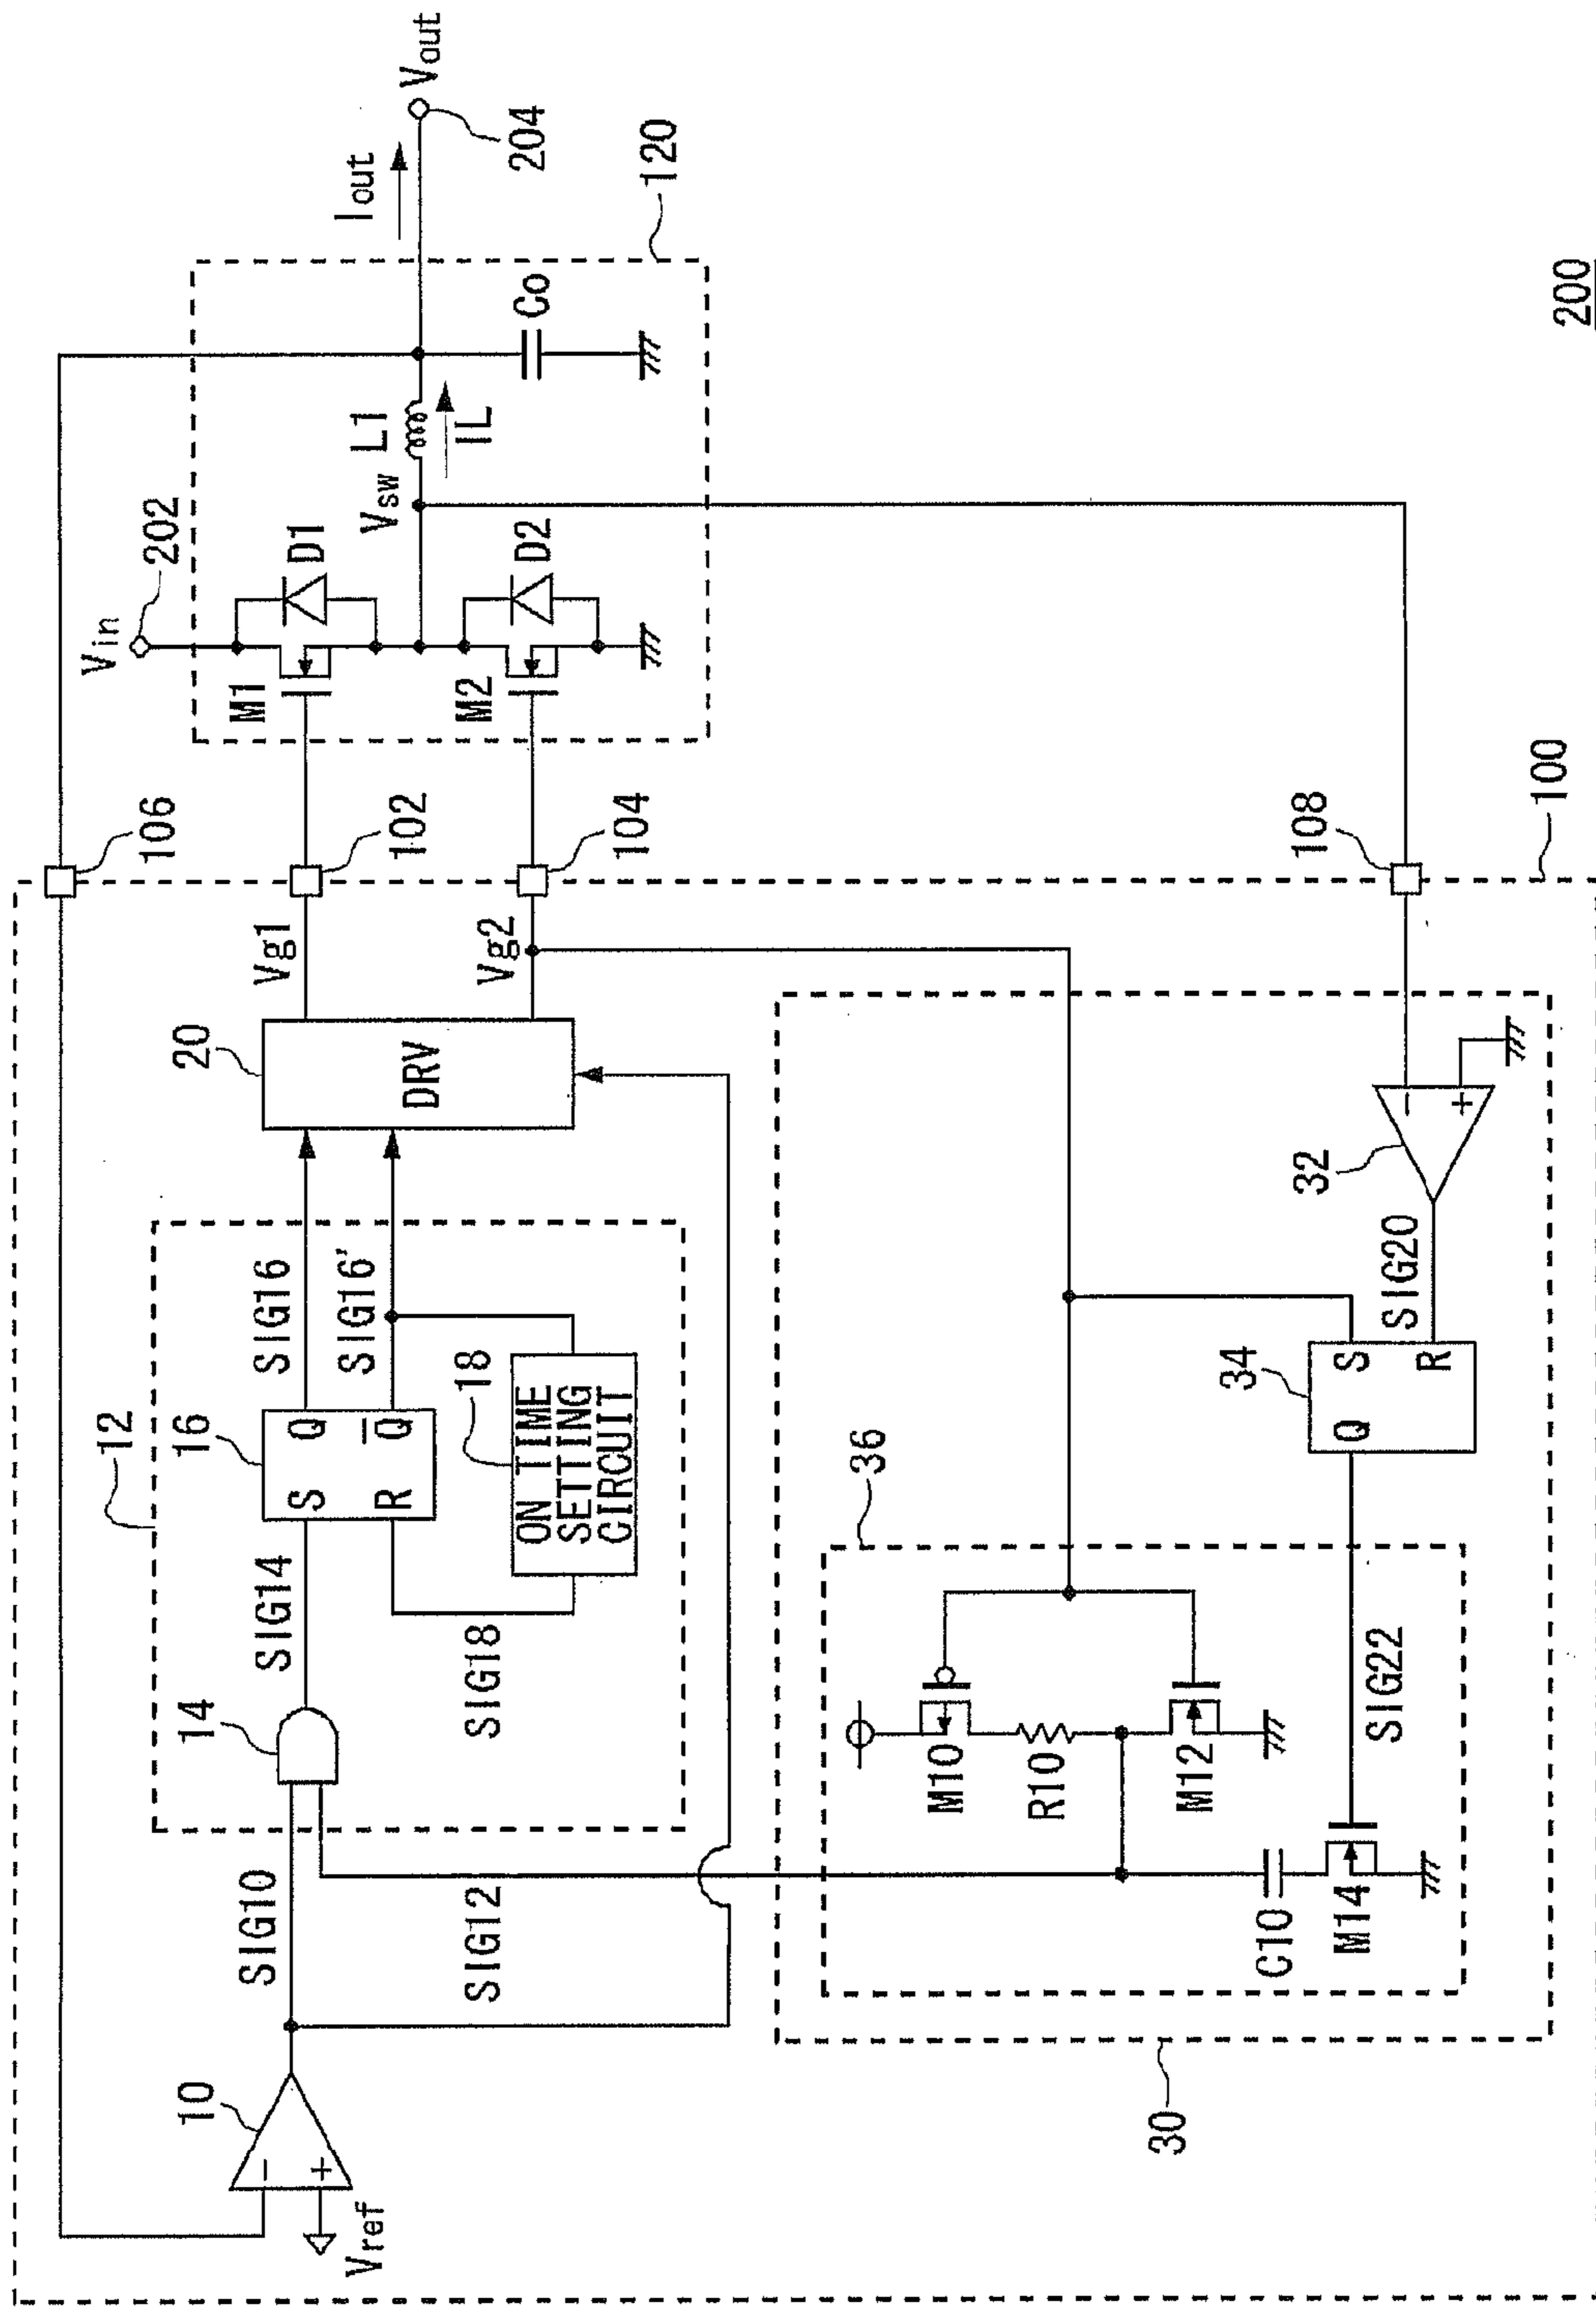 106
Vin
202
M1
D1
Vsw
L1
IL
M2
D2
Co
Iout
Vout
204
120
12
SIG10
SIG12
14
SIG14
16
S
Q
R
Q
SIG16
SIG16'
SIG18
18
ON TIME
SETTING
CIRCUIT
20
DRV
Vg1
102
Vg2
104
10
-
+
Vref
36
M10
R10
M12
C10
M14
SIG22
34
Q
S
R
SIG20
32
-
+
108
100
30
200